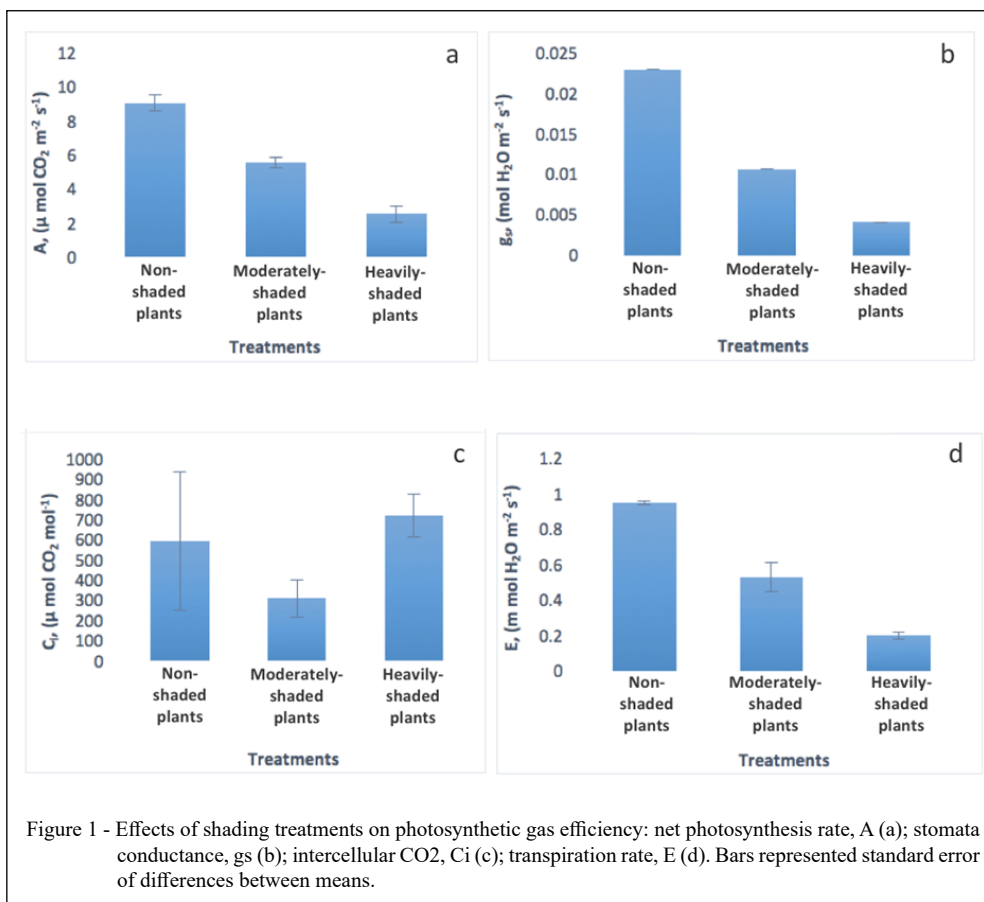 a
12
10
8
6
4
2
0
A, (µ mol CO₂ m⁻² s⁻¹)
Non-
shaded
plants
Moderately-
shaded
plants
Heavily-
shaded
plants
Treatments
b
0.025
0.02
0.015
0.01
0.005
0
gₛ, (mol H₂O m⁻² s⁻¹)
Non-
shaded
plants
Moderately-
shaded
plants
Heavily-
shaded plants
Treatments
c
1000
900
800
700
600
500
400
300
200
100
0
Cᵢ, (µ mol CO₂ mol⁻¹)
Non-
shaded
plants
Moderately-
shaded
plants
Heavily-
shaded
plants
Treatments
d
1.2
1
0.8
0.6
0.4
0.2
0
E, (m mol H₂O m⁻² s⁻¹)
Non-
shaded
plants
Moderately-
shaded
plants
Heavily-
shaded
plants
Treatments
Figure 1 - Effects of shading treatments on photosynthetic gas efficiency: net photosynthesis rate, A (a); stomata
conductance, gs (b); intercellular CO2, Ci (c); transpiration rate, E (d). Bars represented standard error
of differences between means.